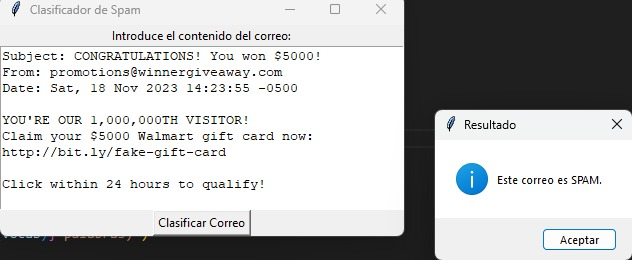 Clasificador de Spam
Introduce el contenido del correo:
Subject: CONGRATULATIONS! You won $5000!
From: promotions@winnergiveaway.com
Date: Sat, 18 Nov 2023 14:23:55 -0500
YOU'RE OUR 1,000,000TH VISITOR!
Claim your $5000 Walmart gift card now:
http://bit.ly/fake-gift-card
Click within 24 hours to qualify!
Clasificar Correo
Resultado
Este correo es SPAM.
Aceptar